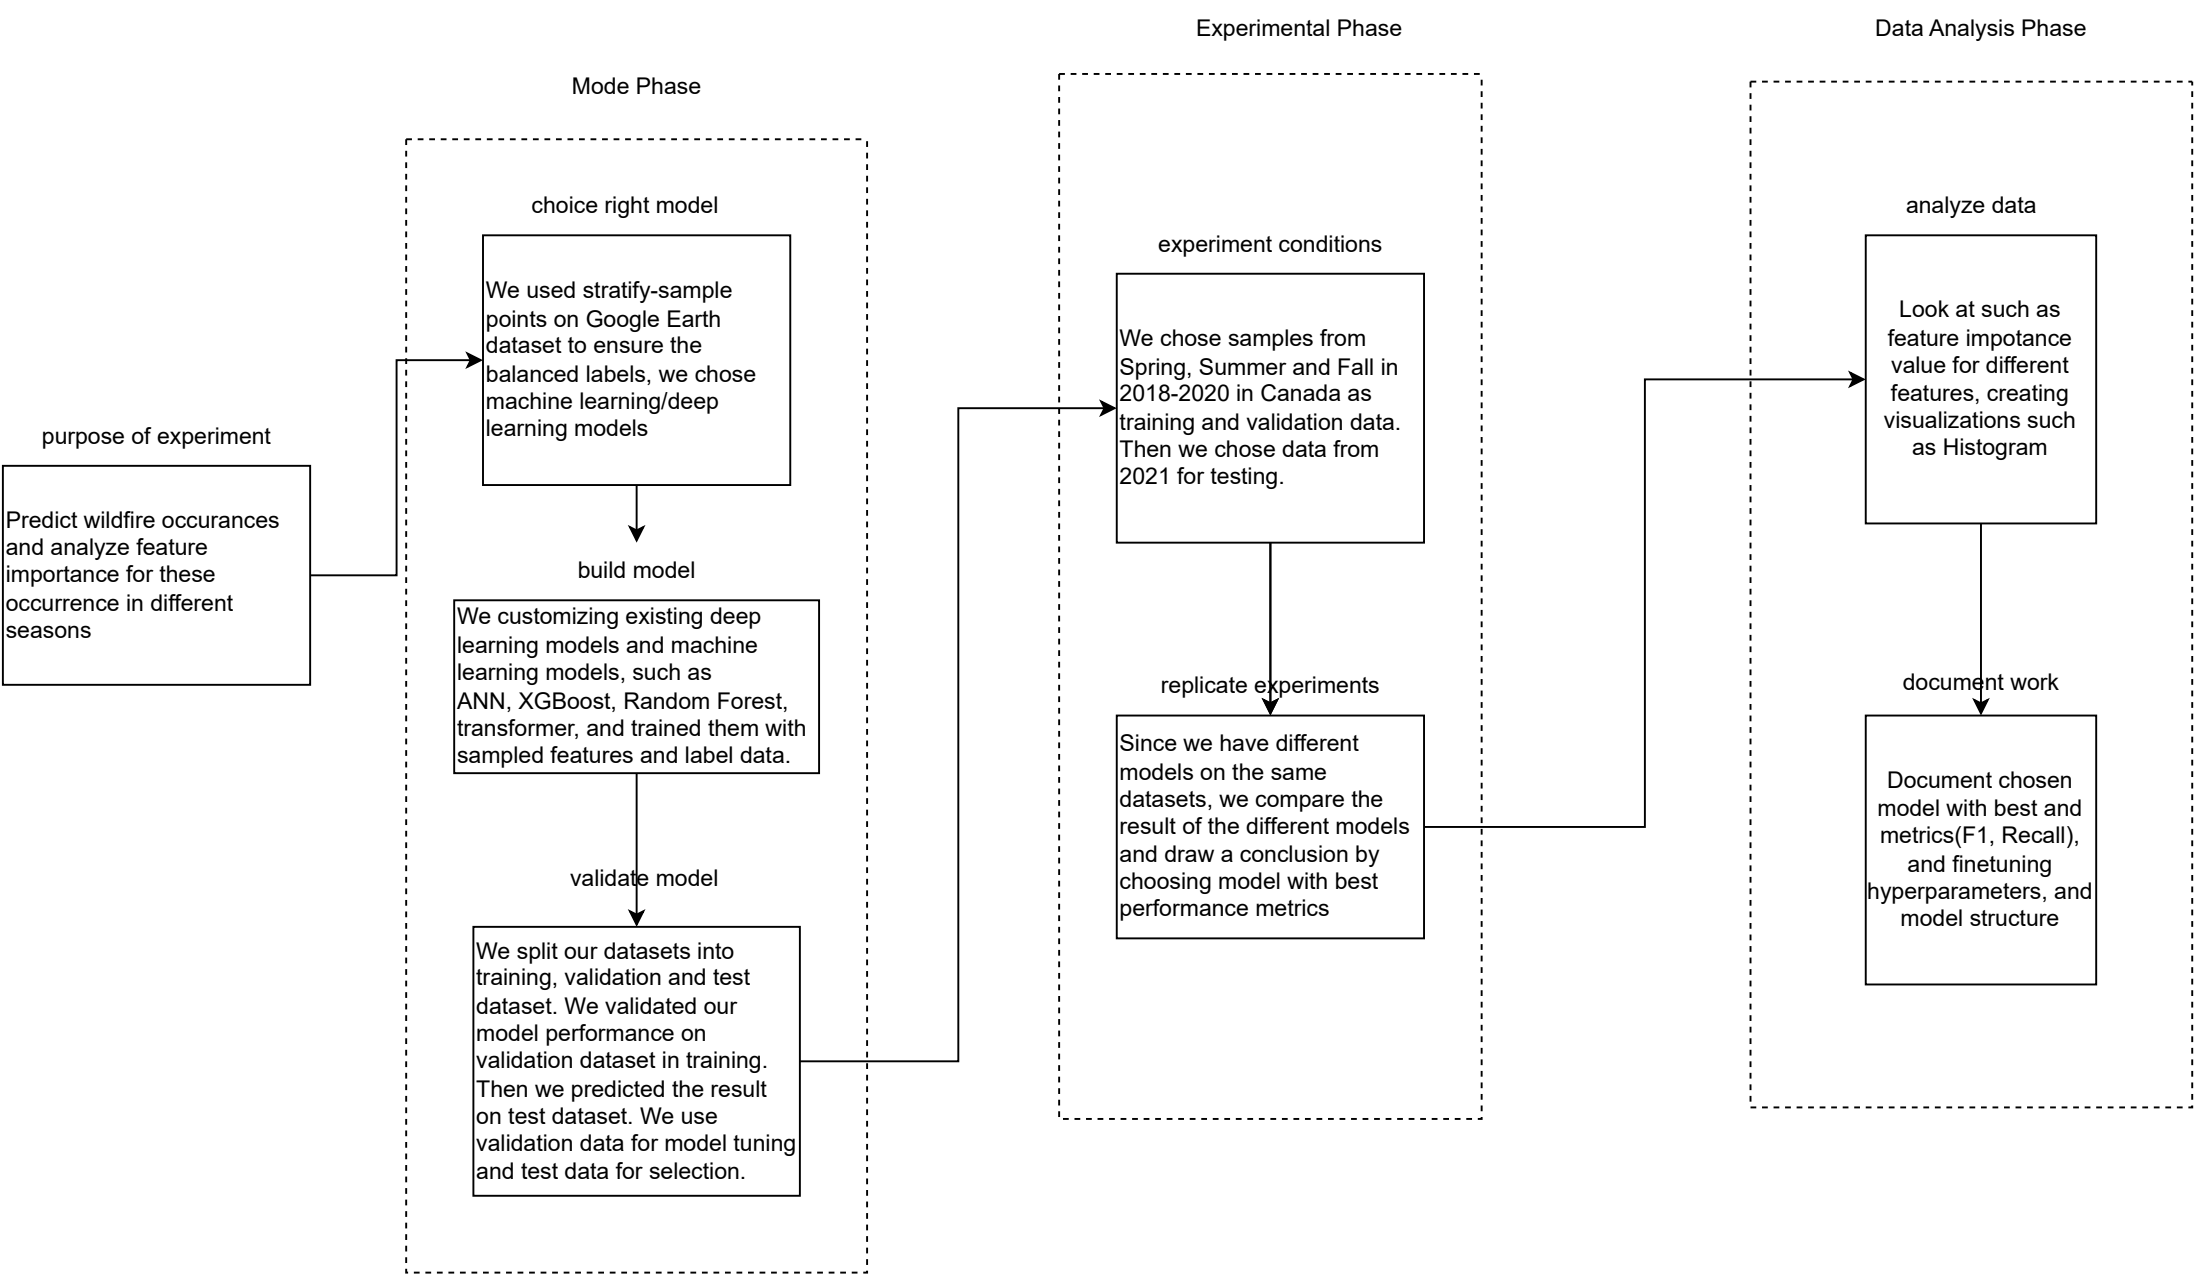 purpose of experiment
Predict wildfire occurances
and analyze feature
importance for these
occurrence in different
seasons
Mode Phase
choice right model
We used stratify-sample
points on Google Earth
dataset to ensure the
balanced labels, we chose
machine learning/deep
learning models
build model
We customizing existing deep
learning models and machine
learning models, such as
ANN, XGBoost, Random Forest,
transformer, and trained them with
sampled features and label data.
validate model
We split our datasets into
training, validation and test
dataset. We validated our
model performance on
validation dataset in training.
Then we predicted the result
on test dataset. We use
validation data for model tuning
and test data for selection.
Experimental Phase
experiment conditions
We chose samples from
Spring, Summer and Fall in
2018-2020 in Canada as
training and validation data.
Then we chose data from
2021 for testing.
replicate experiments
Since we have different
models on the same
datasets, we compare the
result of the different models
and draw a conclusion by
choosing model with best
performance metrics
Data Analysis Phase
analyze data
Look at such as
feature impotance
value for different
features, creating
visualizations such
as Histogram
document work
Document chosen
model with best and
metrics(F1, Recall),
and finetuning
hyperparameters, and
model structure